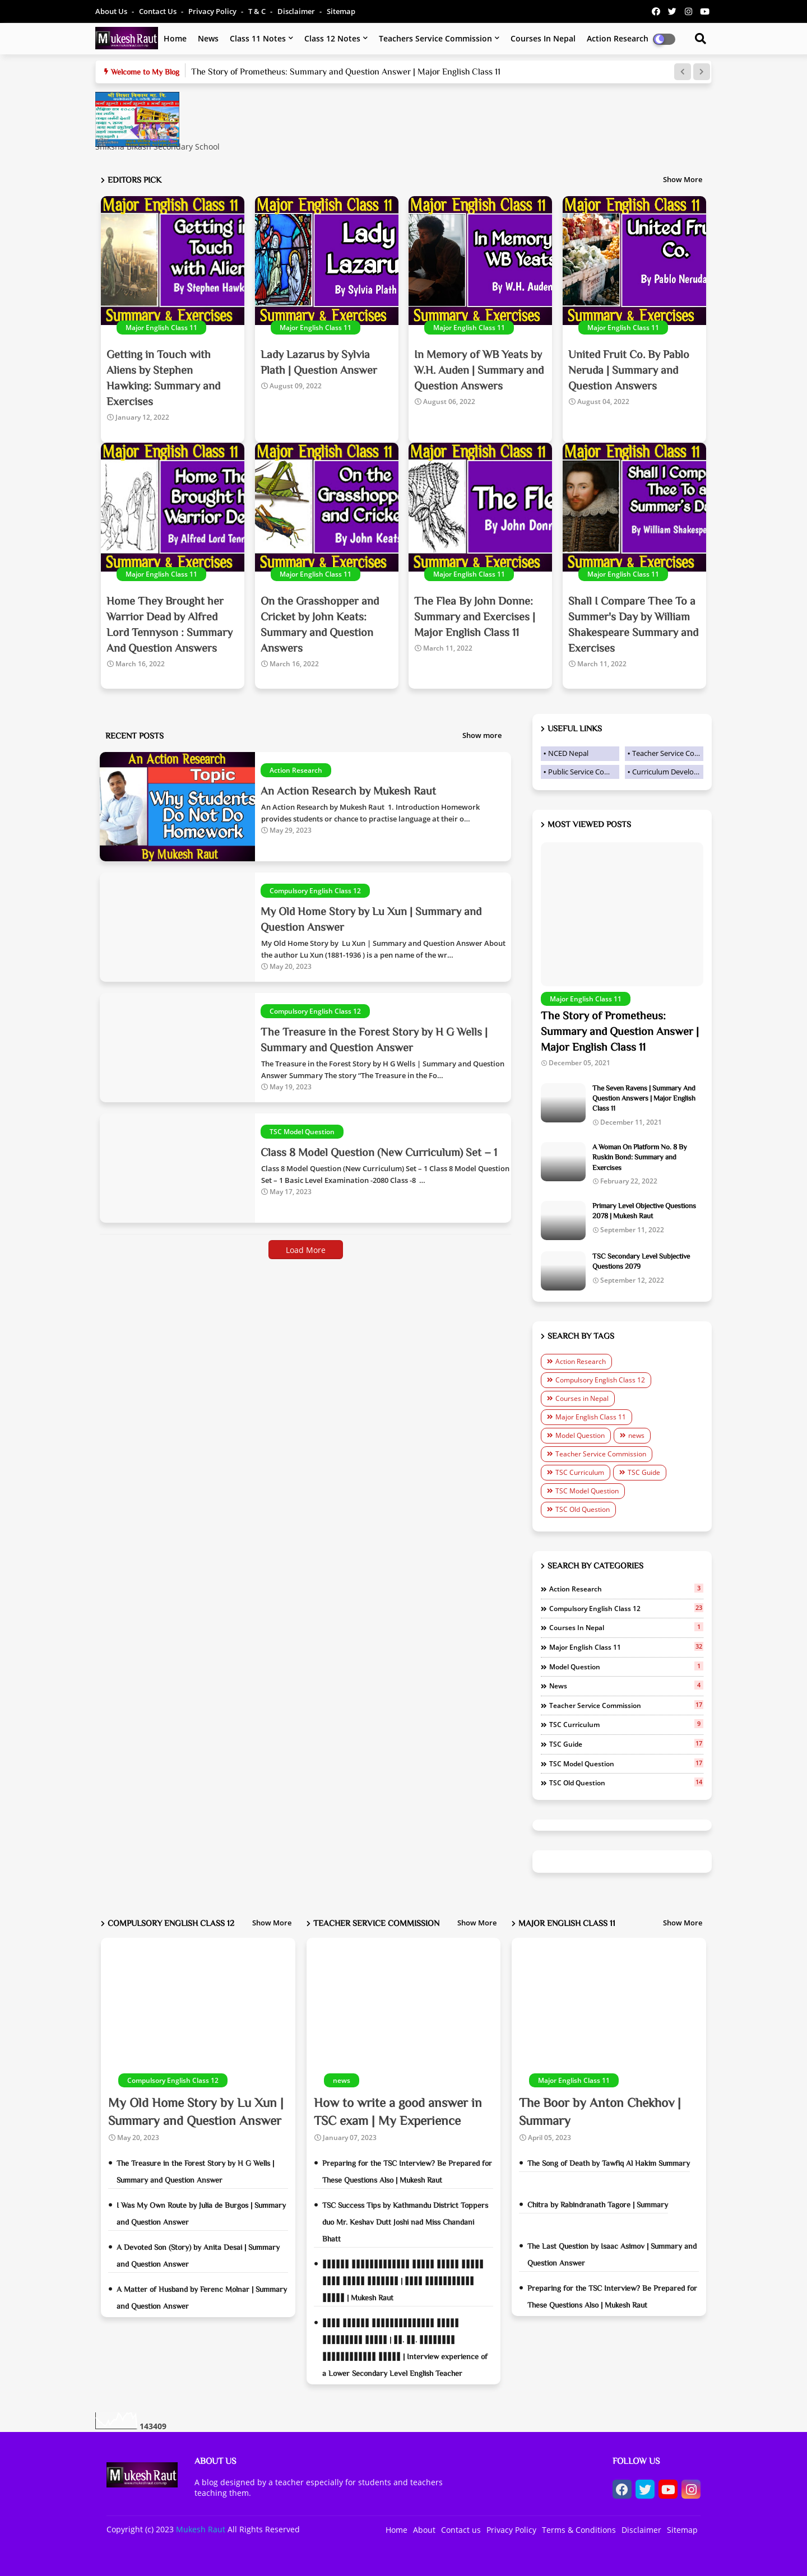 About Us - Contact Us - Privacy Policy - T & C - Disclaimer - Sitemap
Mukesh Raut
Home News Class 11 Notes Class 12 Notes Teachers Service Commission Courses In Nepal Action Research
Welcome to My Blog
The Story of Prometheus: Summary and Question Answer | Major English Class 11
Shiksha Bikash Secondary School
EDITORS PICK
Show More
Major English Class 11
Getting in Touch with Aliens
By Stephen Hawk
Summary & Exercises
Major English Class 11
Getting in Touch with
Aliens by Stephen
Hawking: Summary and
Exercises
January 12, 2022
Major English Class 11
Lady Lazarus
By Sylvia Plath
Summary & Exercises
Major English Class 11
Lady Lazarus by Sylvia
Plath | Question Answer
August 09, 2022
Major English Class 11
In Memory of WB Yeats
By W.H. Auden
Summary & Exercises
Major English Class 11
In Memory of WB Yeats by
W.H. Auden | Summary and
Question Answers
August 06, 2022
Major English Class 11
United Fru
Co.
By Pablo Neruda
Summary & Exercises
Major English Class 11
United Fruit Co. By Pablo
Neruda | Summary and
Question Answers
August 04, 2022
Major English Class 11
Home The
Brought h
Warrior De
By Alfred Lord Tenn
Summary & Exercises
Major English Class 11
Home They Brought her
Warrior Dead by Alfred
Lord Tennyson : Summary
And Question Answers
March 16, 2022
Major English Class 11
On the
Grasshopp
and Cricke
By John Keats
Summary & Exercises
Major English Class 11
On the Grasshopper and
Cricket by John Keats:
Summary and Question
Answers
March 16, 2022
Major English Class 11
The Fle
By John Donn
Summary & Exercises
Major English Class 11
The Flea By John Donne:
Summary and Exercises |
Major English Class 11
March 11, 2022
Major English Class 11
Shall I Comp
Thee To a
Summer's Da
By William Shakespea
Summary & Exercises
Major English Class 11
Shall I Compare Thee To a
Summer's Day by William
Shakespeare Summary and
Exercises
March 11, 2022
RECENT POSTS
Show more
An Action Research
Topic
Why Students
Do Not Do
Homework
By Mukesh Raut
Action Research
An Action Research by Mukesh Raut
An Action Research by Mukesh Raut 1. Introduction Homework
provides students or chance to practise language at their o...
May 29, 2023
Compulsory English Class 12
My Old Home Story by Lu Xun | Summary and
Question Answer
My Old Home Story by Lu Xun | Summary and Question Answer About
the author Lu Xun (1881-1936 ) is a pen name of the wr...
May 20, 2023
Compulsory English Class 12
The Treasure in the Forest Story by H G Wells |
Summary and Question Answer
The Treasure in the Forest Story by H G Wells | Summary and Question
Answer Summary The story "The Treasure in the Fo...
May 19, 2023
TSC Model Question
Class 8 Model Question (New Curriculum) Set – 1
Class 8 Model Question (New Curriculum) Set – 1 Class 8 Model Question
Set – 1 Basic Level Examination -2080 Class -8 ...
May 17, 2023
Load More
USEFUL LINKS
• NCED Nepal
• Teacher Service Co...
• Public Service Com...
• Curriculum Develo...
MOST VIEWED POSTS
Major English Class 11
The Story of Prometheus:
Summary and Question Answer |
Major English Class 11
December 05, 2021
The Seven Ravens | Summary And
Question Answers | Major English
Class 11
December 11, 2021
A Woman On Platform No. 8 By
Ruskin Bond: Summary and
Exercises
February 22, 2022
Primary Level Objective Questions
2078 | Mukesh Raut
September 11, 2022
TSC Secondary Level Subjective
Questions 2079
September 12, 2022
SEARCH BY TAGS
Action Research
Compulsory English Class 12
Courses in Nepal
Major English Class 11
Model Question
news
Teacher Service Commission
TSC Curriculum
TSC Guide
TSC Model Question
TSC Old Question
SEARCH BY CATEGORIES
Action Research 3
Compulsory English Class 12 23
Courses In Nepal 1
Major English Class 11 32
Model Question 1
News 4
Teacher Service Commission 17
TSC Curriculum 9
TSC Guide 17
TSC Model Question 17
TSC Old Question 14
COMPULSORY ENGLISH CLASS 12
Show More
Compulsory English Class 12
My Old Home Story by Lu Xun |
Summary and Question Answer
May 20, 2023
The Treasure in the Forest Story by H G Wells |
Summary and Question Answer
I Was My Own Route by Julia de Burgos | Summary
and Question Answer
A Devoted Son (Story) by Anita Desai | Summary
and Question Answer
A Matter of Husband by Ferenc Molnar | Summary
and Question Answer
TEACHER SERVICE COMMISSION
Show More
news
How to write a good answer in
TSC exam | My Experience
January 07, 2023
Preparing for the TSC Interview? Be Prepared for
These Questions Also | Mukesh Raut
TSC Success Tips by Kathmandu District Toppers
duo Mr. Keshav Dutt Joshi nad Miss Chandani
Bhatt
| Mukesh Raut
| Interview experience of
a Lower Secondary Level English Teacher
MAJOR ENGLISH CLASS 11
Show More
Major English Class 11
The Boor by Anton Chekhov |
Summary
April 05, 2023
The Song of Death by Tawfiq Al Hakim Summary
Chitra by Rabindranath Tagore | Summary
The Last Question by Isaac Asimov | Summary and
Question Answer
Preparing for the TSC Interview? Be Prepared for
These Questions Also | Mukesh Raut
143409
Mukesh Raut
ABOUT US
A blog designed by a teacher especially for students and teachers
teaching them.
FOLLOW US
Copyright (c) 2023 Mukesh Raut All Rights Reserved
Home About Contact us Privacy Policy Terms & Conditions Disclaimer Sitemap